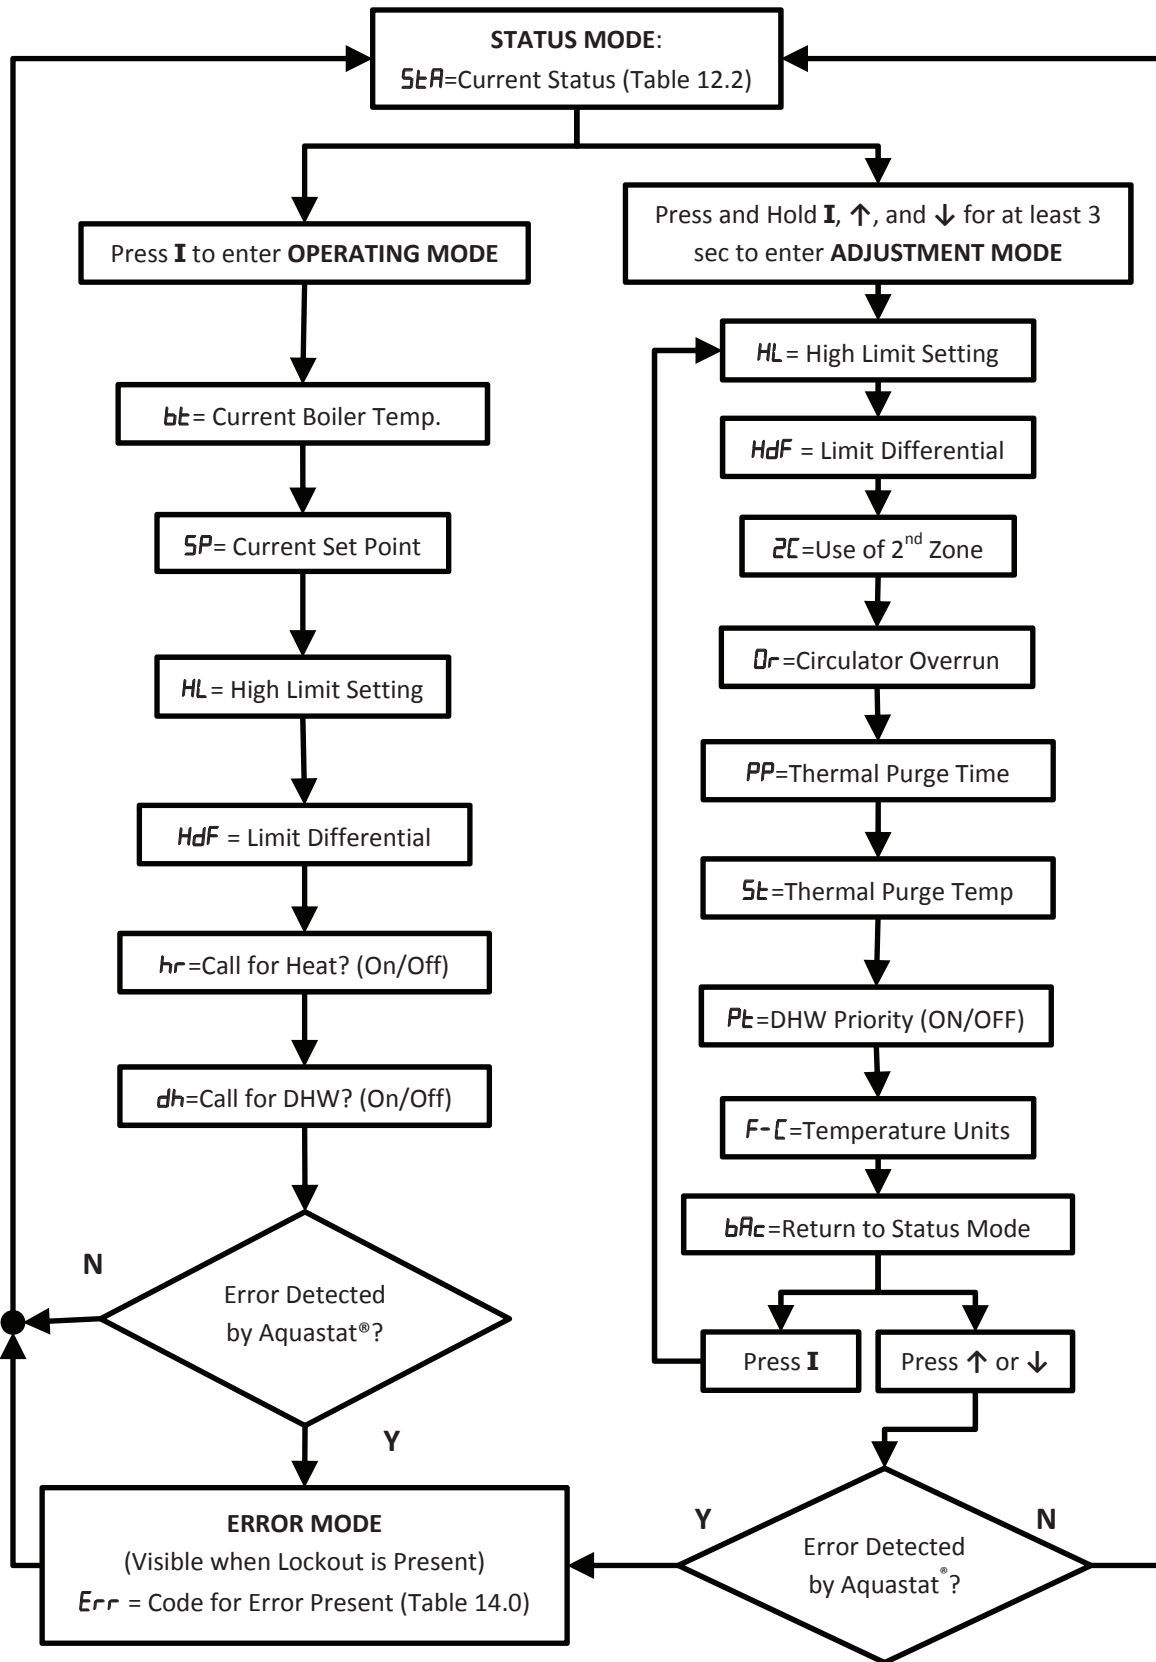 STATUS MODE:
StA=Current Status (Table 12.2)
Press I to enter OPERATING MODE
bt= Current Boiler Temp.
SP= Current Set Point
HL= High Limit Setting
HdF = Limit Differential
hr=Call for Heat? (On/Off)
dh=Call for DHW? (On/Off)
N
Error Detected
by Aquastat®?
Y
ERROR MODE
(Visible when Lockout is Present)
Err = Code for Error Present (Table 14.0)
Press and Hold I, ↑, and ↓ for at least 3
sec to enter ADJUSTMENT MODE
HL= High Limit Setting
HdF = Limit Differential
2C=Use of 2nd Zone
Or=Circulator Overrun
PP=Thermal Purge Time
St=Thermal Purge Temp
Pt=DHW Priority (ON/OFF)
F-C=Temperature Units
bAc=Return to Status Mode
Press I
Press ↑ or ↓
Y
N
Error Detected
by Aquastat®?